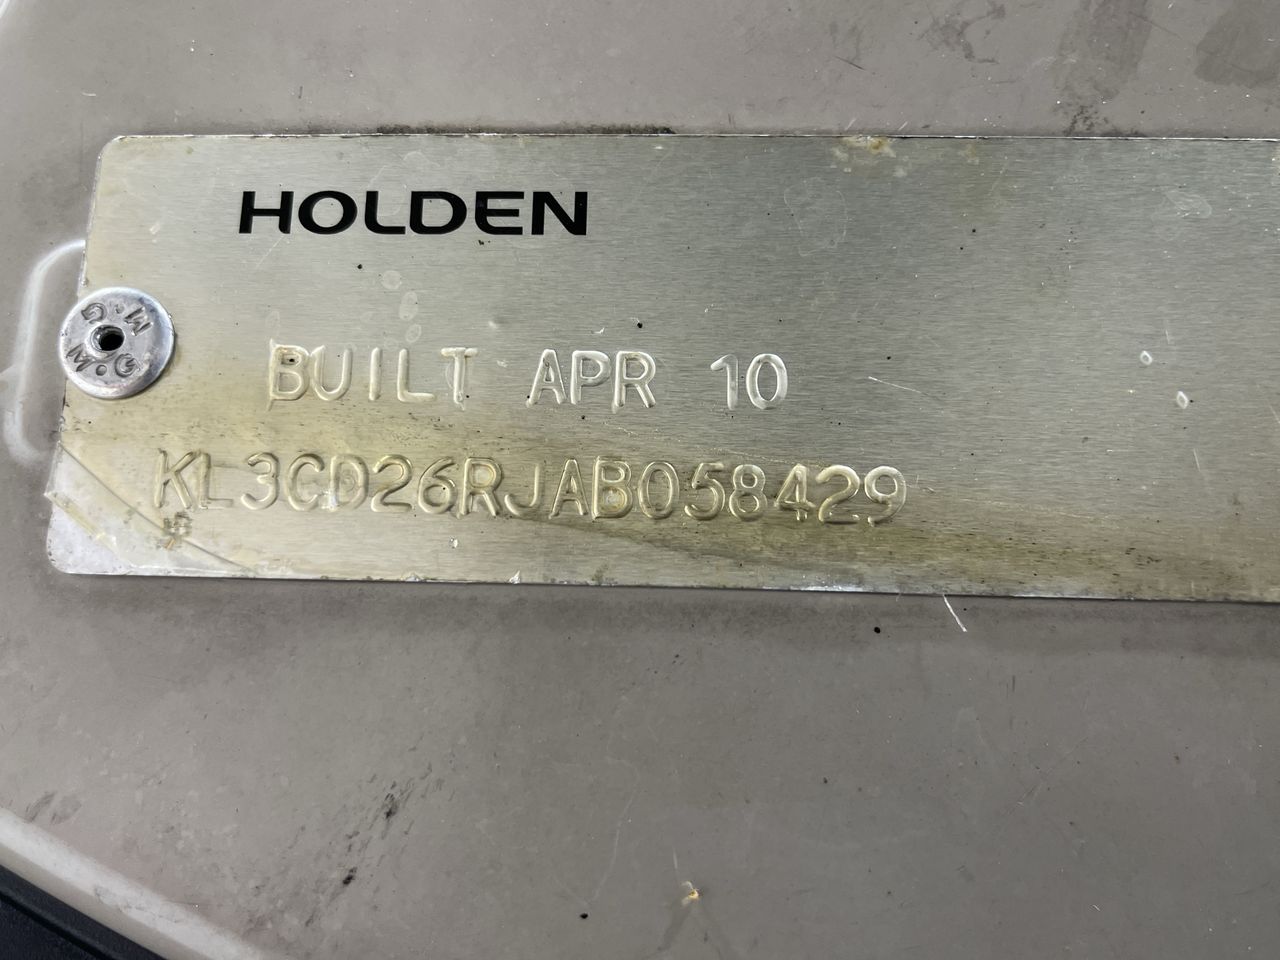 HOLDEN
G.M
G.M
BUILT APR 10
KL3CD26RJAB058429